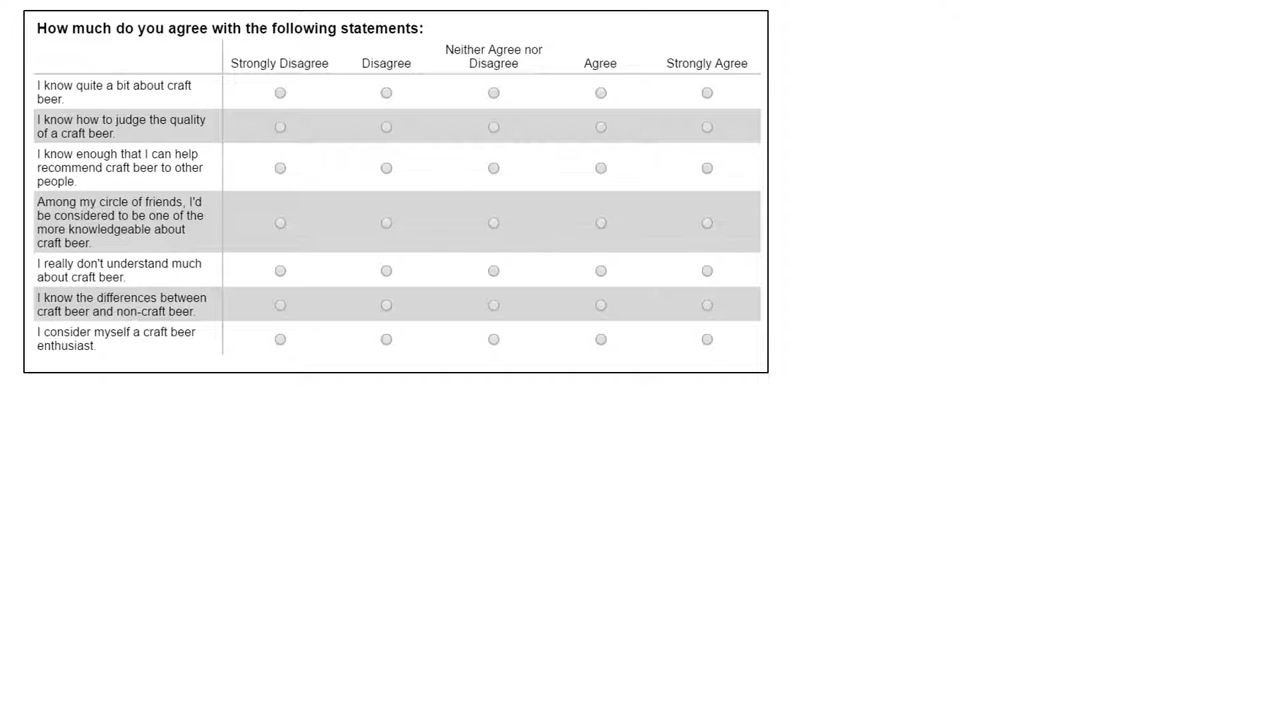 How much do you agree with the following statements:
Strongly Disagree
Disagree
Neither Agree nor
Disagree
Agree
Strongly Agree
I know quite a bit about craft
beer.
I know how to judge the quality
of a craft beer.
I know enough that I can help
recommend craft beer to other
people.
Among my circle of friends, I'd
be considered to be one of the
more knowledgeable about
craft beer.
I really don't understand much
about craft beer.
I know the differences between
craft beer and non-craft beer.
I consider myself a craft beer
enthusiast.